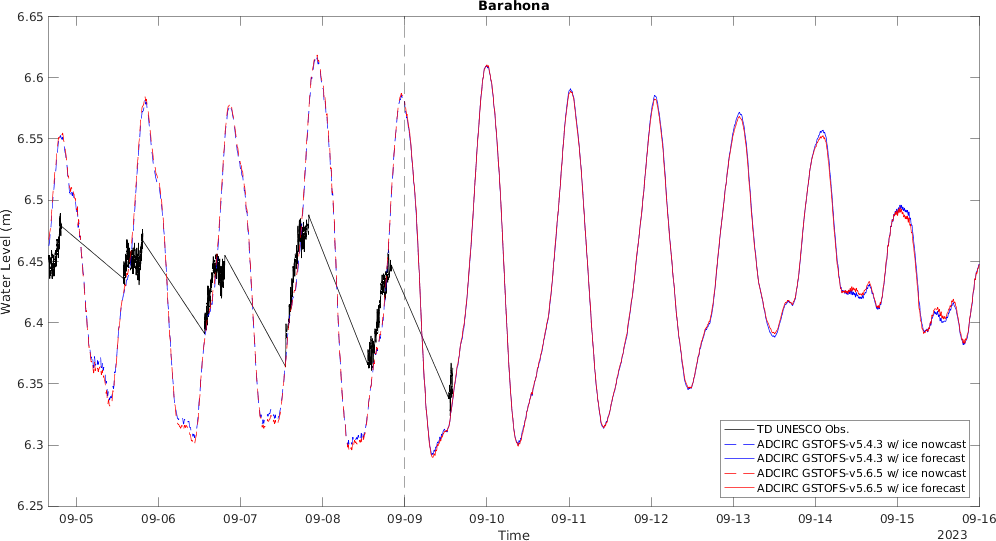 Barahona
6.65
6.6
6.55
6.5
6.45
6.4
6.35
6.3
6.25
Water Level (m)
TD UNESCO Obs.
ADCIRC GSTOFS-v5.4.3 w/ ice nowcast
ADCIRC GSTOFS-v5.4.3 w/ ice forecast
ADCIRC GSTOFS-v5.6.5 w/ ice nowcast
ADCIRC GSTOFS-v5.6.5 w/ ice forecast
09-05 09-06 09-07 09-08 09-09 09-10 09-11 09-12 09-13 09-14 09-15 09-16
Time
2023